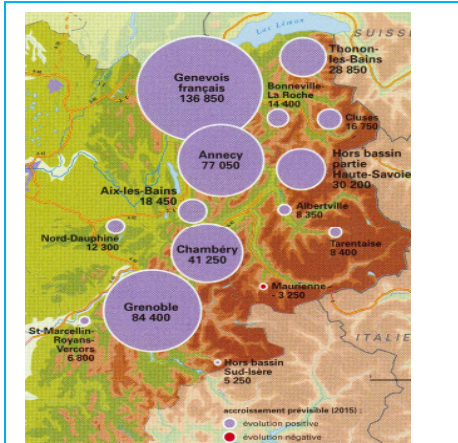 Lac Léman
SUISSE
Thonon-
les-Bains
28 850
Genevois
français
136 850
Bonneville-
La Roche
14 400
Cluses
16 750
Annecy
77 050
Hors bassin
partie
Haute-Savoie
30 200
Aix-les-Bains
18 450
Albertville
8 350
Nord-Dauphiné
12 300
Chambéry
41 250
Tarentaise
8 400
Maurienne
- 3 250
Grenoble
84 400
St-Marcellin-
Royans-
Vercors
6 800
ITALIE
Hors bassin
Sud-Isère
5 250
accroissement prévisible (2015) :
évolution positive
évolution négative